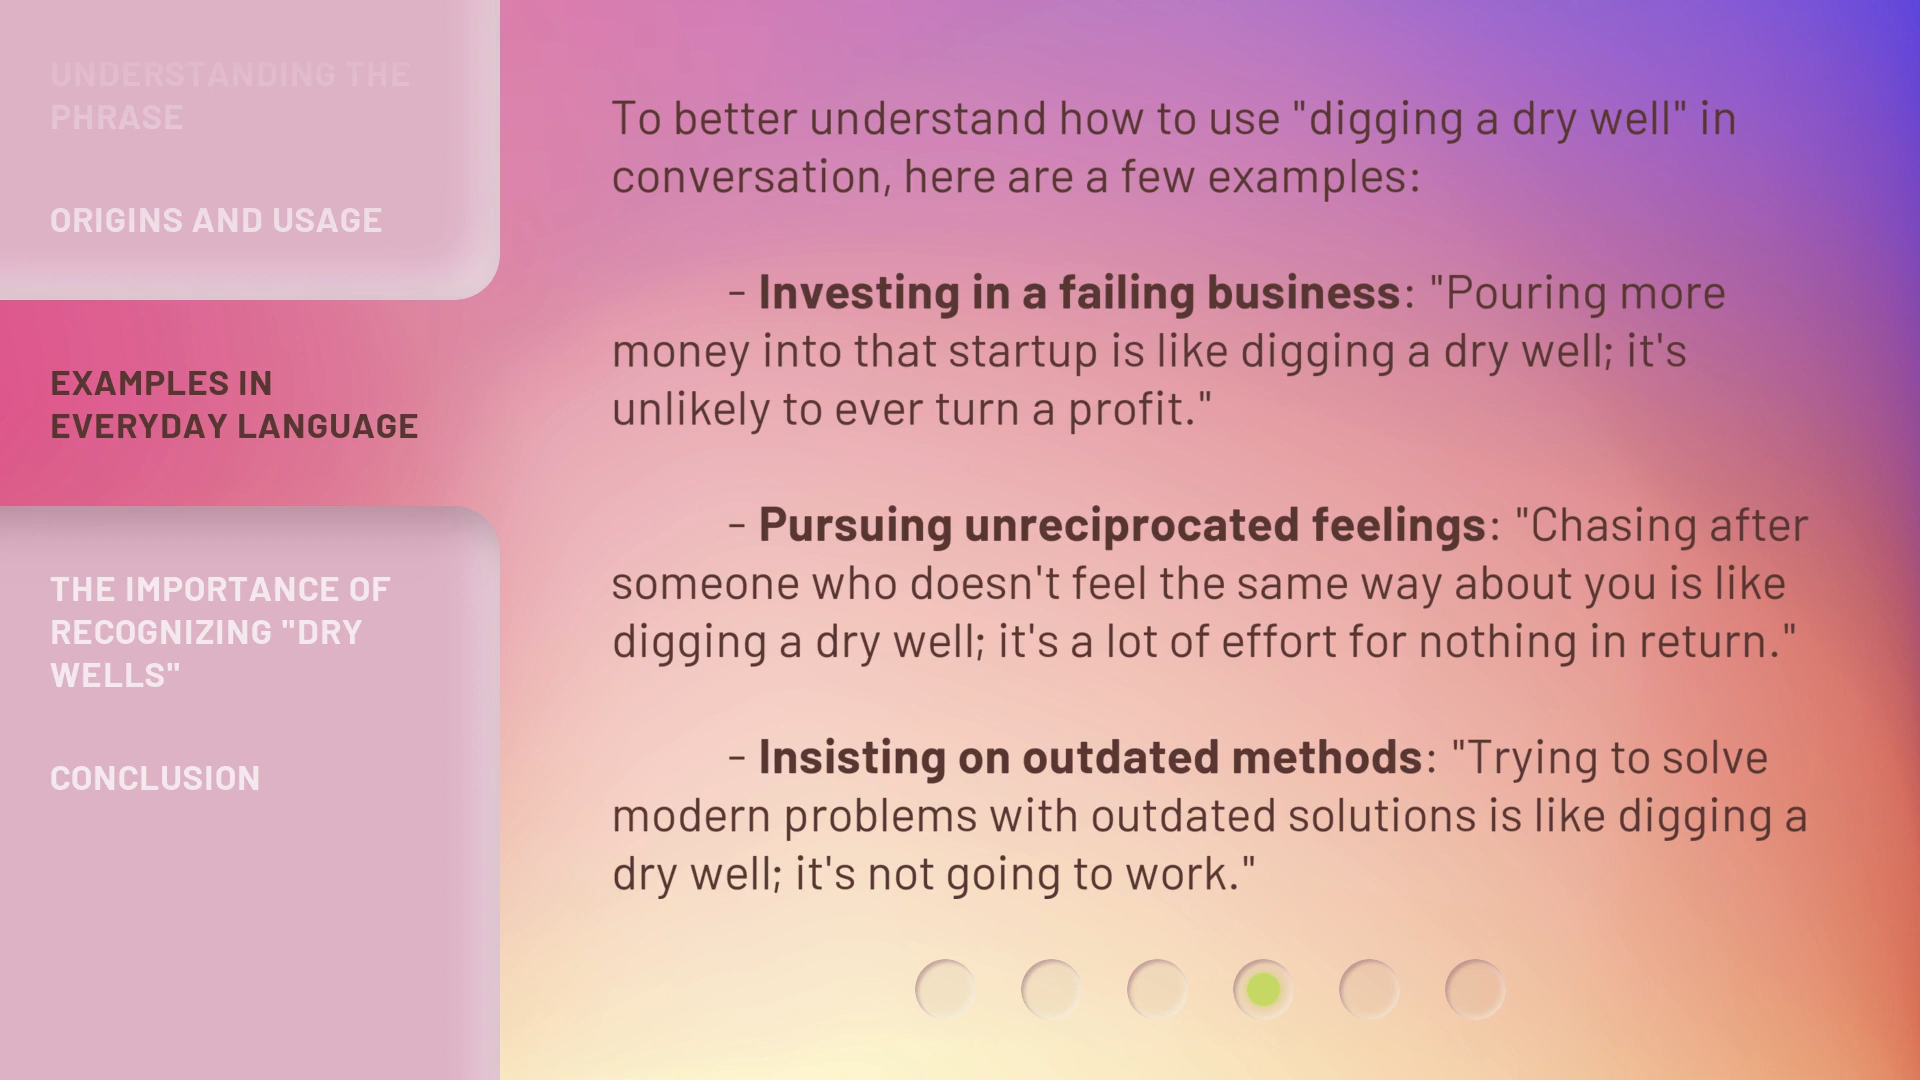 UNDERSTANDING THE
PHRASE
ORIGINS AND USAGE
EXAMPLES IN
EVERYDAY LANGUAGE
THE IMPORTANCE OF
RECOGNIZING "DRY
WELLS"
CONCLUSION
To better understand how to use "digging a dry well" in
conversation, here are a few examples:
- Investing in a failing business: "Pouring more
money into that startup is like digging a dry well; it's
unlikely to ever turn a profit."
- Pursuing unreciprocated feelings: "Chasing after
someone who doesn't feel the same way about you is like
digging a dry well; it's a lot of effort for nothing in return."
- Insisting on outdated methods: "Trying to solve
modern problems with outdated solutions is like digging a
dry well; it's not going to work."